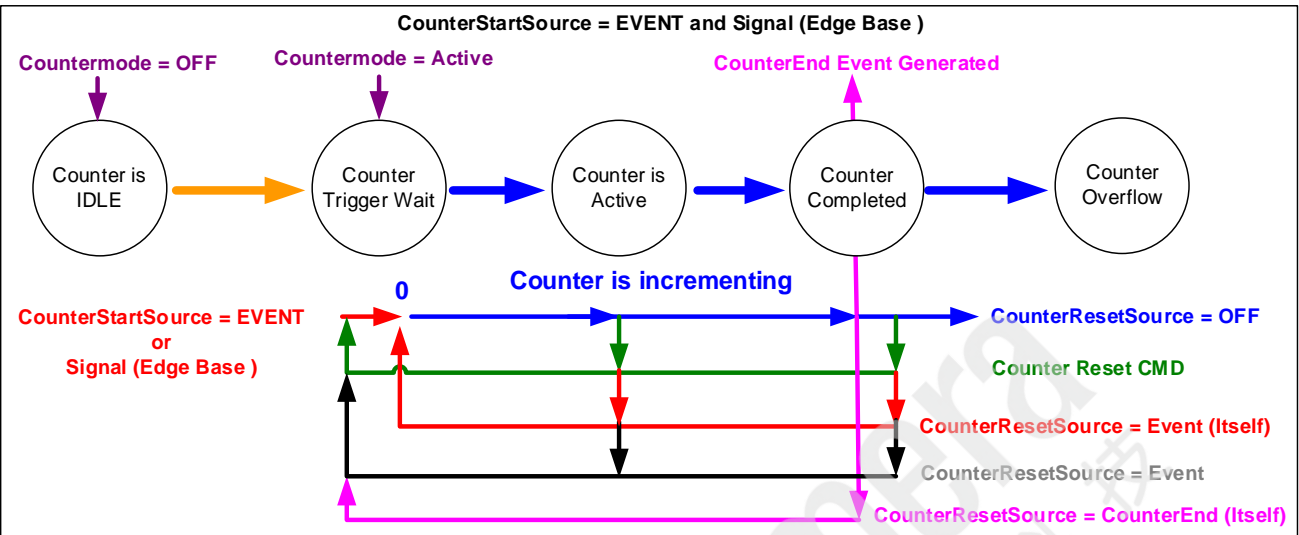 CounterStartSource = EVENT and Signal (Edge Base )
Countermode = OFF
Countermode = Active
CounterEnd Event Generated
Counter is
IDLE
Counter
Trigger Wait
Counter is
Active
Counter
Completed
Counter
Overflow
0
Counter is incrementing
CounterStartSource = EVENT
or
Signal (Edge Base )
CounterResetSource = OFF
Counter Reset CMD
CounterResetSource = Event (Itself)
CounterResetSource = Event
CounterResetSource = CounterEnd (Itself)
mera
技